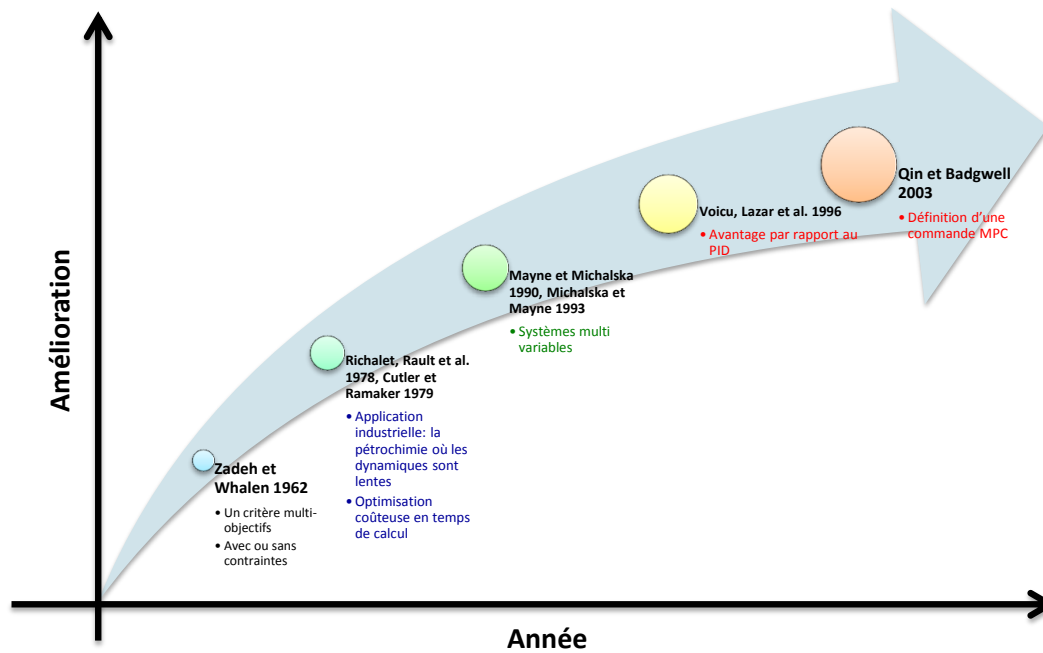 Amélioration
Zadeh et
Whalen 1962
• Un critère multi-
objectifs
• Avec ou sans
contraintes
Richalet, Rault et al.
1978, Cutler et
Ramaker 1979
• Application
industrielle: la
pétrochimie où les
dynamiques sont
lentes
• Optimisation
coûteuse en temps
de calcul
Mayne et Michalska
1990, Michalska et
Mayne 1993
• Systèmes multi
variables
Voicu, Lazar et al. 1996
• Avantage par rapport au
PID
Qin et Badgwell
2003
• Définition d’une
commande MPC
Année